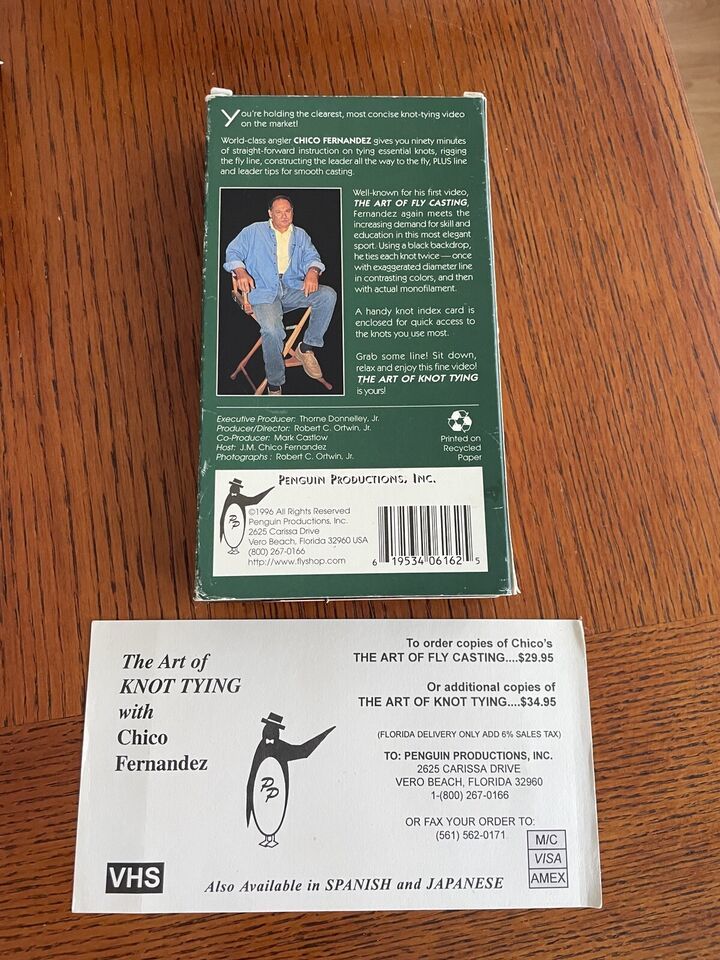 You're holding the clearest, most concise knot-tying video
on the market!
World-class angler CHICO FERNANDEZ gives you ninety minutes
of straight-forward instruction on tying essential knots, rigging
the fly line, constructing the leader all the way to the fly, PLUS line
and leader tips for smooth casting.
Well-known for his first video,
THE ART OF FLY CASTING,
Fernandez again meets the
increasing demand for skill and
education in this most elegant
sport. Using a black backdrop,
he ties each knot twice — once
with exaggerated diameter line
in contrasting colors, and then
with actual monofilament.
A handy knot index card is
enclosed for quick access to
the knots you use most.
Grab some line! Sit down,
relax and enjoy this fine video!
THE ART OF KNOT TYING
is yours!
Executive Producer: Thorne Donnelley, Jr.
Producer/Director: Robert C. Ortwin, Jr.
Co-Producer: Mark Castlow
Host: J.M. Chico Fernandez
Photographs: Robert C. Ortwin, Jr.
Printed on
Recycled
Paper
PENGUIN PRODUCTIONS, INC.
PP
©1996 All Rights Reserved
Penguin Productions, Inc.
2625 Carissa Drive
Vero Beach, Florida 32960 USA
(800) 267-0166
http://www.flyshop.com
6 19534 06162 5
The Art of
KNOT TYING
with
Chico
Fernandez
PP
VHS
To order copies of Chico's
THE ART OF FLY CASTING....$29.95
Or additional copies of
THE ART OF KNOT TYING....$34.95
(FLORIDA DELIVERY ONLY ADD 6% SALES TAX)
TO: PENGUIN PRODUCTIONS, INC.
2625 CARISSA DRIVE
VERO BEACH, FLORIDA 32960
1-(800) 267-0166
OR FAX YOUR ORDER TO:
(561) 562-0171
M/C
VISA
AMEX
Also Available in SPANISH and JAPANESE